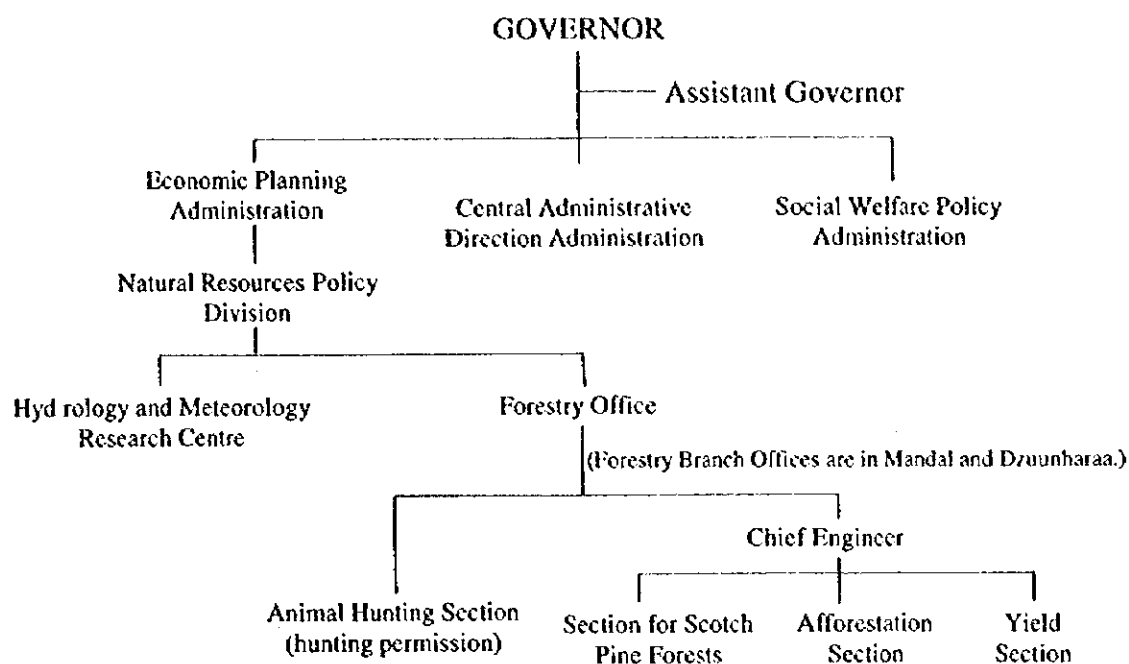 GOVERNOR
Assistant Governor
Economic Planning
Administration
Central Administrative
Direction Administration
Social Welfare Policy
Administration
Natural Resources Policy
Division
Hyd rology and Meteorology
Research Centre
Forestry Office
(Forestry Branch Offices are in Mandal and Dzuunharaa.)
Chief Engineer
Animal Hunting Section
(hunting permission)
Section for Scotch
Pine Forests
Afforestation
Section
Yield
Section